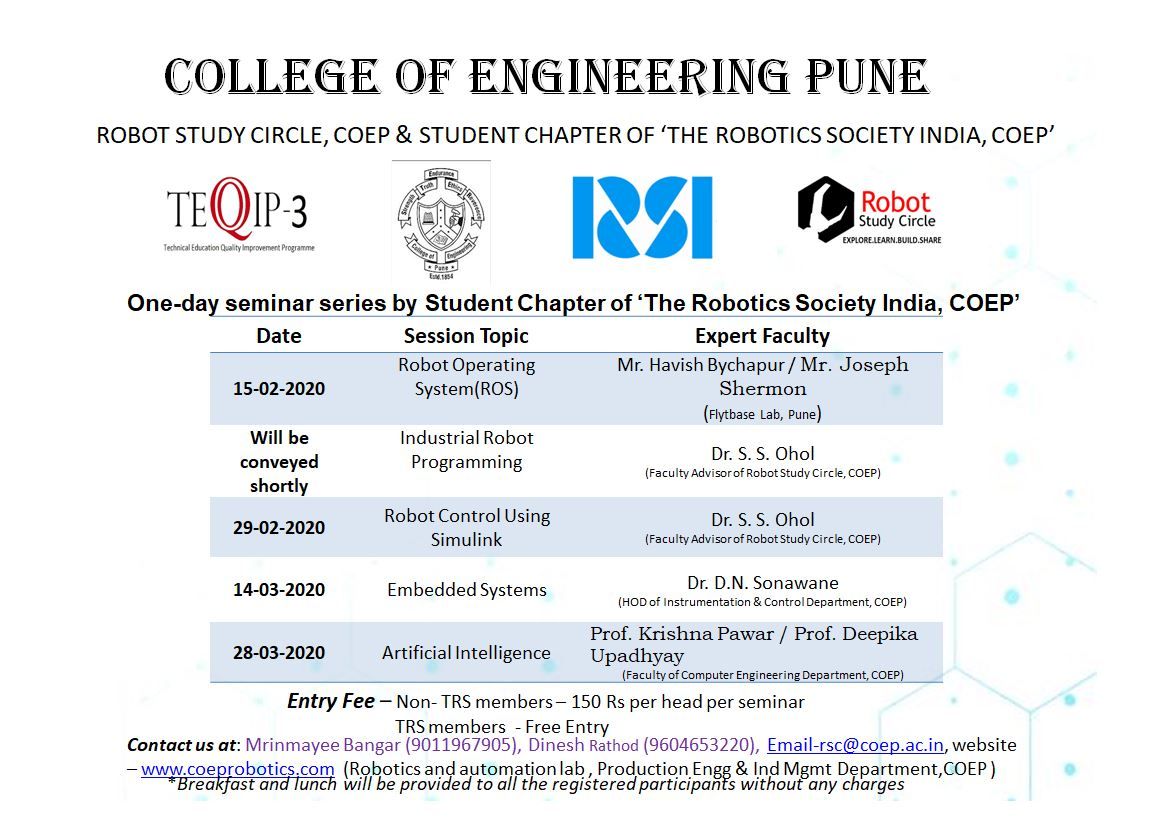 COLLEGE OF ENGINEERING PUNE
ROBOT STUDY CIRCLE, COEP & STUDENT CHAPTER OF ‘THE ROBOTICS SOCIETY INDIA, COEP’
TEQIP-3
Technical Education Quality Improvement Programme
Endurance
Strength Truth Ethics Reverence
College of Engineering
* Pune *
Estd.1854
RSI
Robot
Study Circle
EXPLORE.LEARN.BUILD.SHARE
One-day seminar series by Student Chapter of ‘The Robotics Society India, COEP’
Date Session Topic Expert Faculty
15-02-2020
Robot Operating
System(ROS)
Mr. Havish Bychapur / Mr. Joseph
Shermon
(Flytbase Lab, Pune)
Will be
conveyed
shortly
Industrial Robot
Programming
Dr. S. S. Ohol
(Faculty Advisor of Robot Study Circle, COEP)
29-02-2020
Robot Control Using
Simulink
Dr. S. S. Ohol
(Faculty Advisor of Robot Study Circle, COEP)
14-03-2020
Embedded Systems
Dr. D.N. Sonawane
(HOD of Instrumentation & Control Department, COEP)
28-03-2020
Artificial Intelligence
Prof. Krishna Pawar / Prof. Deepika
Upadhyay
(Faculty of Computer Engineering Department, COEP)
Entry Fee – Non- TRS members – 150 Rs per head per seminar
TRS members - Free Entry
Contact us at: Mrinmayee Bangar (9011967905), Dinesh Rathod (9604653220), Email-rsc@coep.ac.in, website
– www.coeprobotics.com (Robotics and automation lab , Production Engg & Ind Mgmt Department,COEP )
*Breakfast and lunch will be provided to all the registered participants without any charges